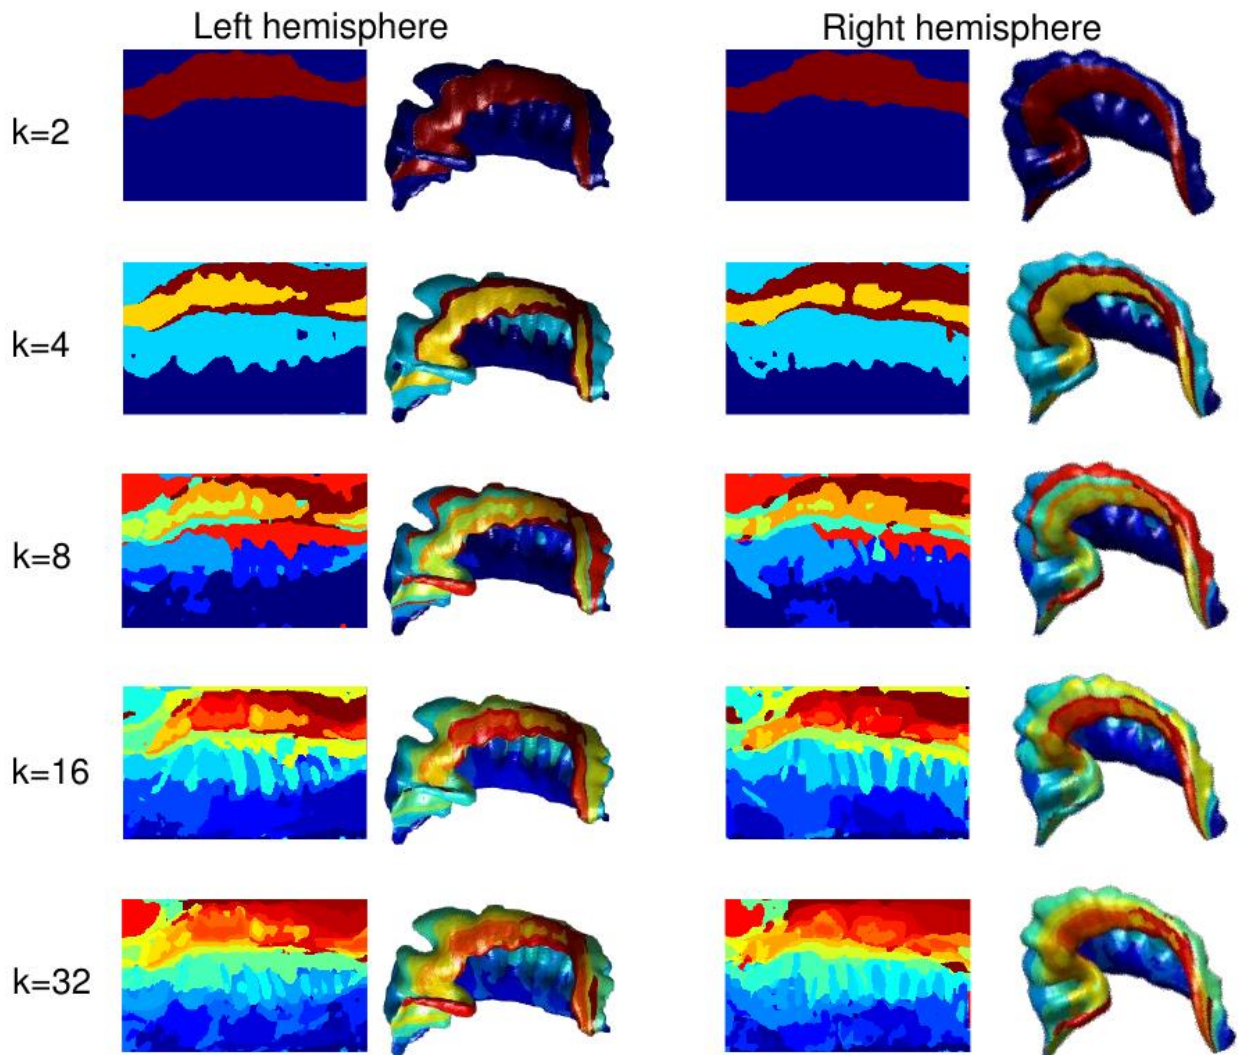 Left hemisphere
Right hemisphere
k=2
k=4
k=8
k=16
k=32